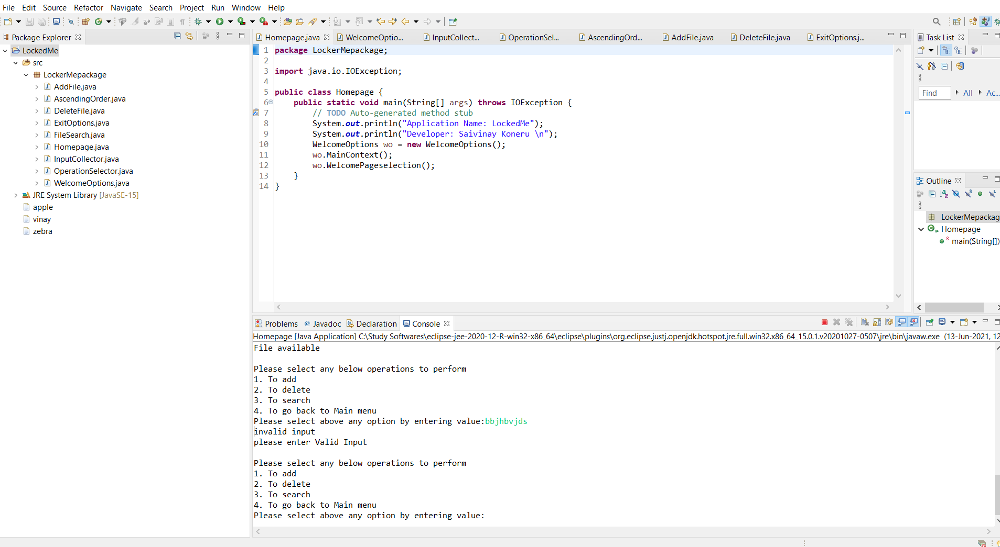 File Edit Source Refactor Navigate Search Project Run Window Help
Package Explorer
LockedMe
src
LockerMepackage
AddFile.java
AscendingOrder.java
DeleteFile.java
ExitOptions.java
FileSearch.java
Homepage.java
InputCollector.java
OperationSelector.java
WelcomeOptions.java
JRE System Library [JavaSE-15]
apple
vinay
zebra
Homepage.java WelcomeOptio... InputCollect... OperationSel... AscendingOrd... AddFile.java DeleteFile.java ExitOptions.j...
1 package LockerMepackage;
2
3 import java.io.IOException;
4
5 public class Homepage {
6 public static void main(String[] args) throws IOException {
7 // TODO Auto-generated method stub
8 System.out.println("Application Name: LockedMe");
9 System.out.println("Developer: Saivinay Koneru \n");
10 WelcomeOptions wo = new WelcomeOptions();
11 wo.MainContext();
12 wo.WelcomePageselection();
13 }
14 }
Task List
Find All Ac...
Outline
LockerMepackag
Homepage
main(String[])
Problems @ Javadoc Declaration Console
Homepage [Java Application] C:\Study Softwares\eclipse-jee-2020-12-R-win32-x86_64\eclipse\plugins\org.eclipse.justj.openjdk.hotspot.jre.full.win32.x86_64_15.0.1.v20201027-0507\jre\bin\javaw.exe (13-Jun-2021, 12
File available
Please select any below operations to perform
1. To add
2. To delete
3. To search
4. To go back to Main menu
Please select above any option by entering value:bbjhbvjds
invalid input
please enter Valid Input
Please select any below operations to perform
1. To add
2. To delete
3. To search
4. To go back to Main menu
Please select above any option by entering value: